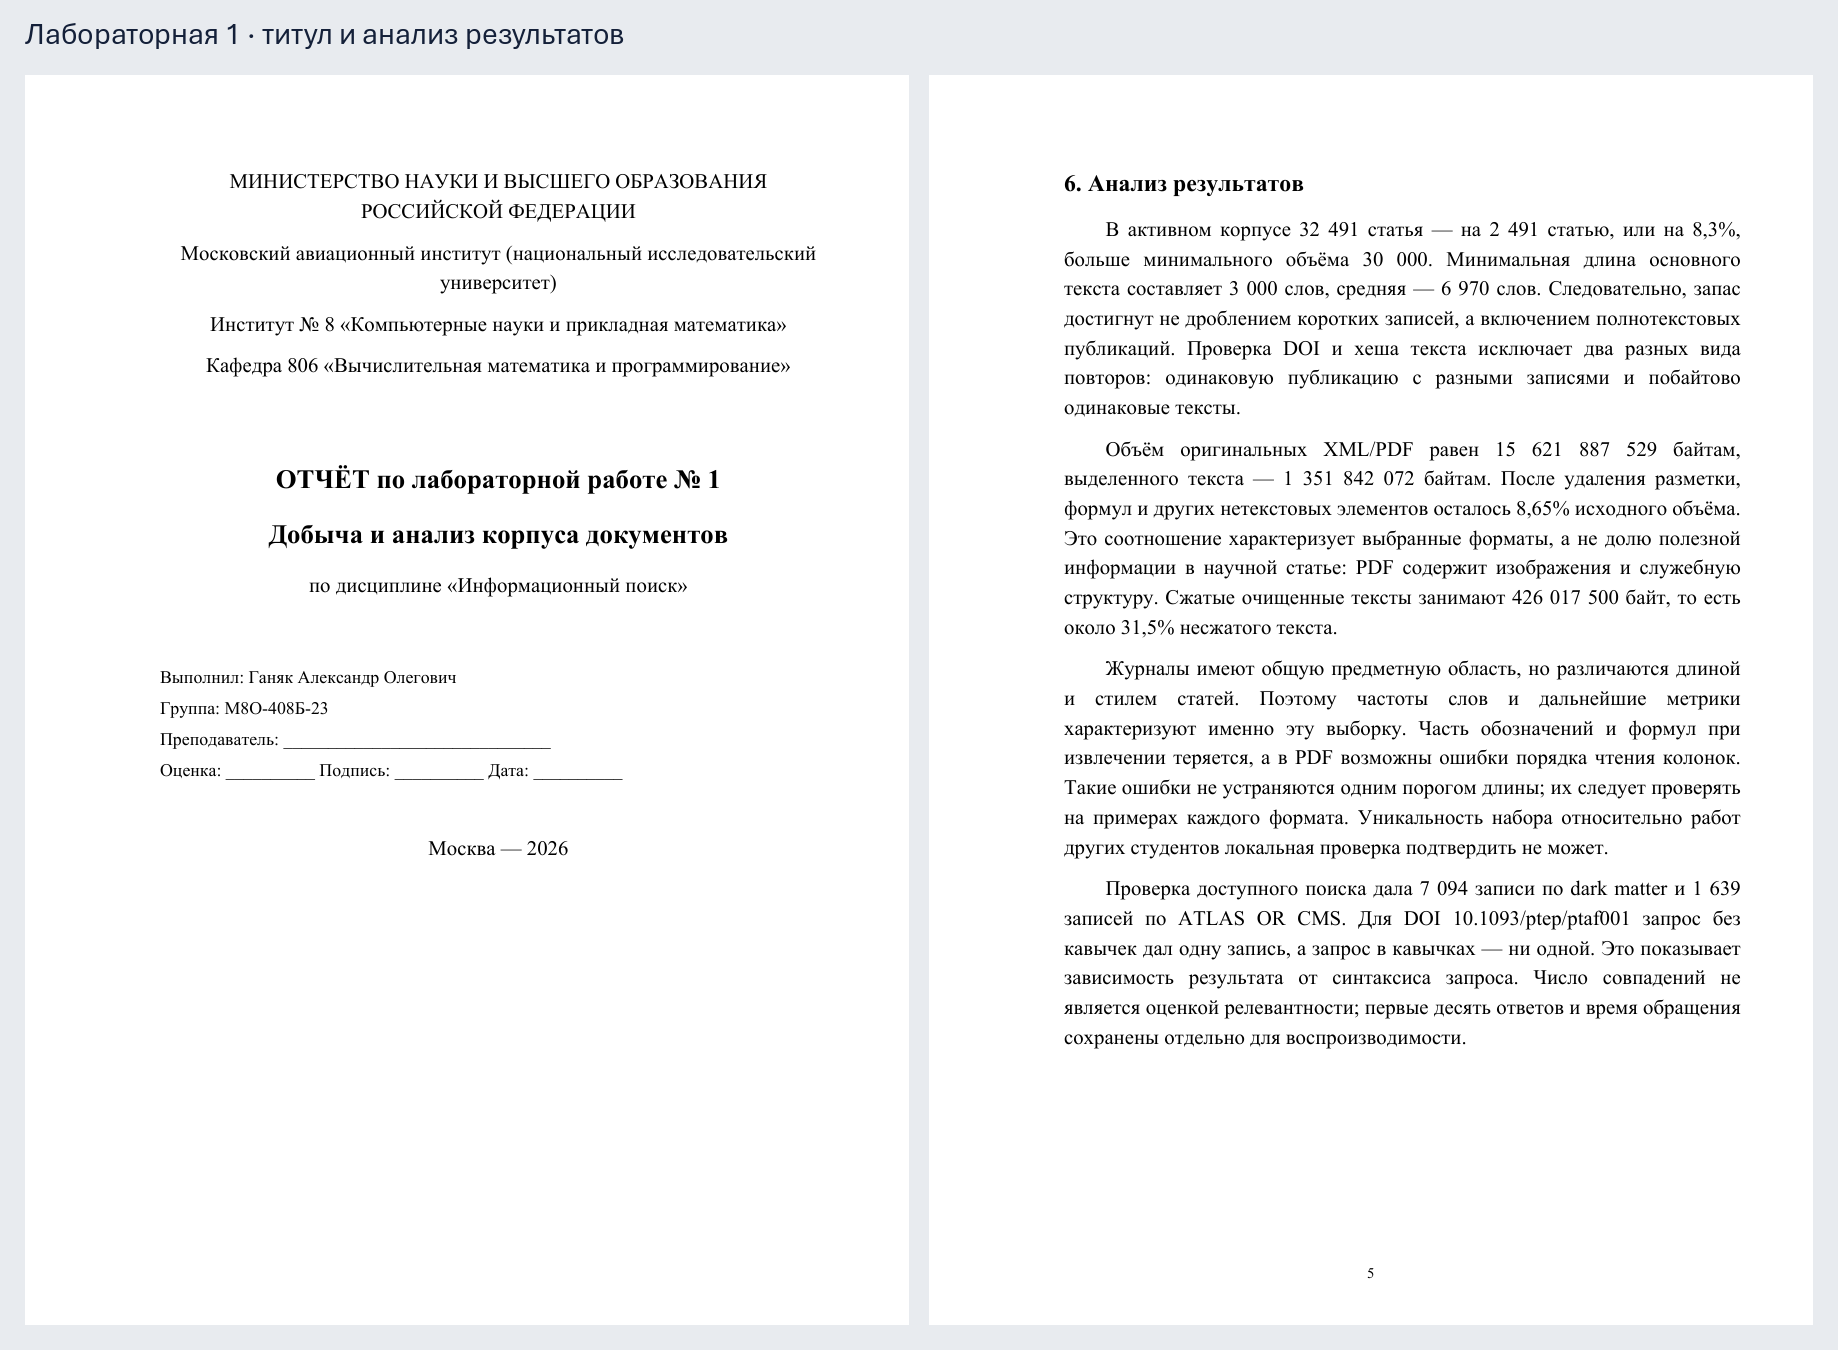 Лабораторная 1 · титул и анализ результатов
МИНИСТЕРСТВО НАУКИ И ВЫСШЕГО ОБРАЗОВАНИЯ
РОССИЙСКОЙ ФЕДЕРАЦИИ
Московский авиационный институт (национальный исследовательский
университет)
Институт № 8 «Компьютерные науки и прикладная математика»
Кафедра 806 «Вычислительная математика и программирование»
ОТЧЁТ по лабораторной работе № 1
Добыча и анализ корпуса документов
по дисциплине «Информационный поиск»
Выполнил: Ганяк Александр Олегович
Группа: М8О-408Б-23
Преподаватель: ______________________________
Оценка: __________ Подпись: __________ Дата: __________
Москва — 2026
6. Анализ результатов
В активном корпусе 32 491 статья — на 2 491 статью, или на 8,3%,
больше минимального объёма 30 000. Минимальная длина основного
текста составляет 3 000 слов, средняя — 6 970 слов. Следовательно, запас
достигнут не дроблением коротких записей, а включением полнотекстовых
публикаций. Проверка DOI и хеша текста исключает два разных вида
повторов: одинаковую публикацию с разными записями и побайтово
одинаковые тексты.
Объём оригинальных XML/PDF равен 15 621 887 529 байтам,
выделенного текста — 1 351 842 072 байтам. После удаления разметки,
формул и других нетекстовых элементов осталось 8,65% исходного объёма.
Это соотношение характеризует выбранные форматы, а не долю полезной
информации в научной статье: PDF содержит изображения и служебную
структуру. Сжатые очищенные тексты занимают 426 017 500 байт, то есть
около 31,5% несжатого текста.
Журналы имеют общую предметную область, но различаются длиной
и стилем статей. Поэтому частоты слов и дальнейшие метрики
характеризуют именно эту выборку. Часть обозначений и формул при
извлечении теряется, а в PDF возможны ошибки порядка чтения колонок.
Такие ошибки не устраняются одним порогом длины; их следует проверять
на примерах каждого формата. Уникальность набора относительно работ
других студентов локальная проверка подтвердить не может.
Проверка доступного поиска дала 7 094 записи по dark matter и 1 639
записей по ATLAS OR CMS. Для DOI 10.1093/ptep/ptaf001 запрос без
кавычек дал одну запись, а запрос в кавычках — ни одной. Это показывает
зависимость результата от синтаксиса запроса. Число совпадений не
является оценкой релевантности; первые десять ответов и время обращения
сохранены отдельно для воспроизводимости.
5